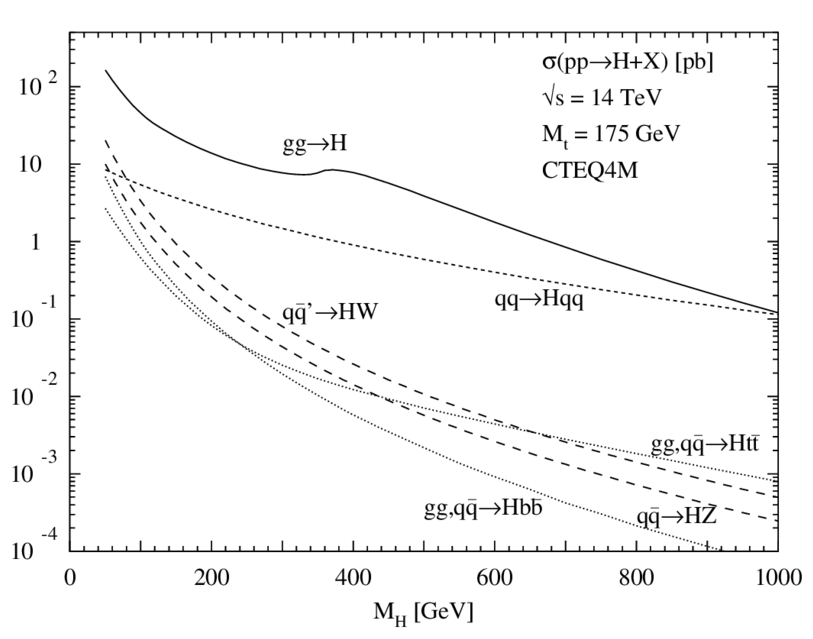 σ(pp→H+X) [pb]
√s = 14 TeV
M_t = 175 GeV
CTEQ4M
gg→H
qq→Hqq
qq̄'→HW
gg,qq̄→Htt̄
gg,qq̄→Hbb̄
qq̄→HZ
10^2
10
1
10^-1
10^-2
10^-3
10^-4
0 200 400 600 800 1000
M_H [GeV]